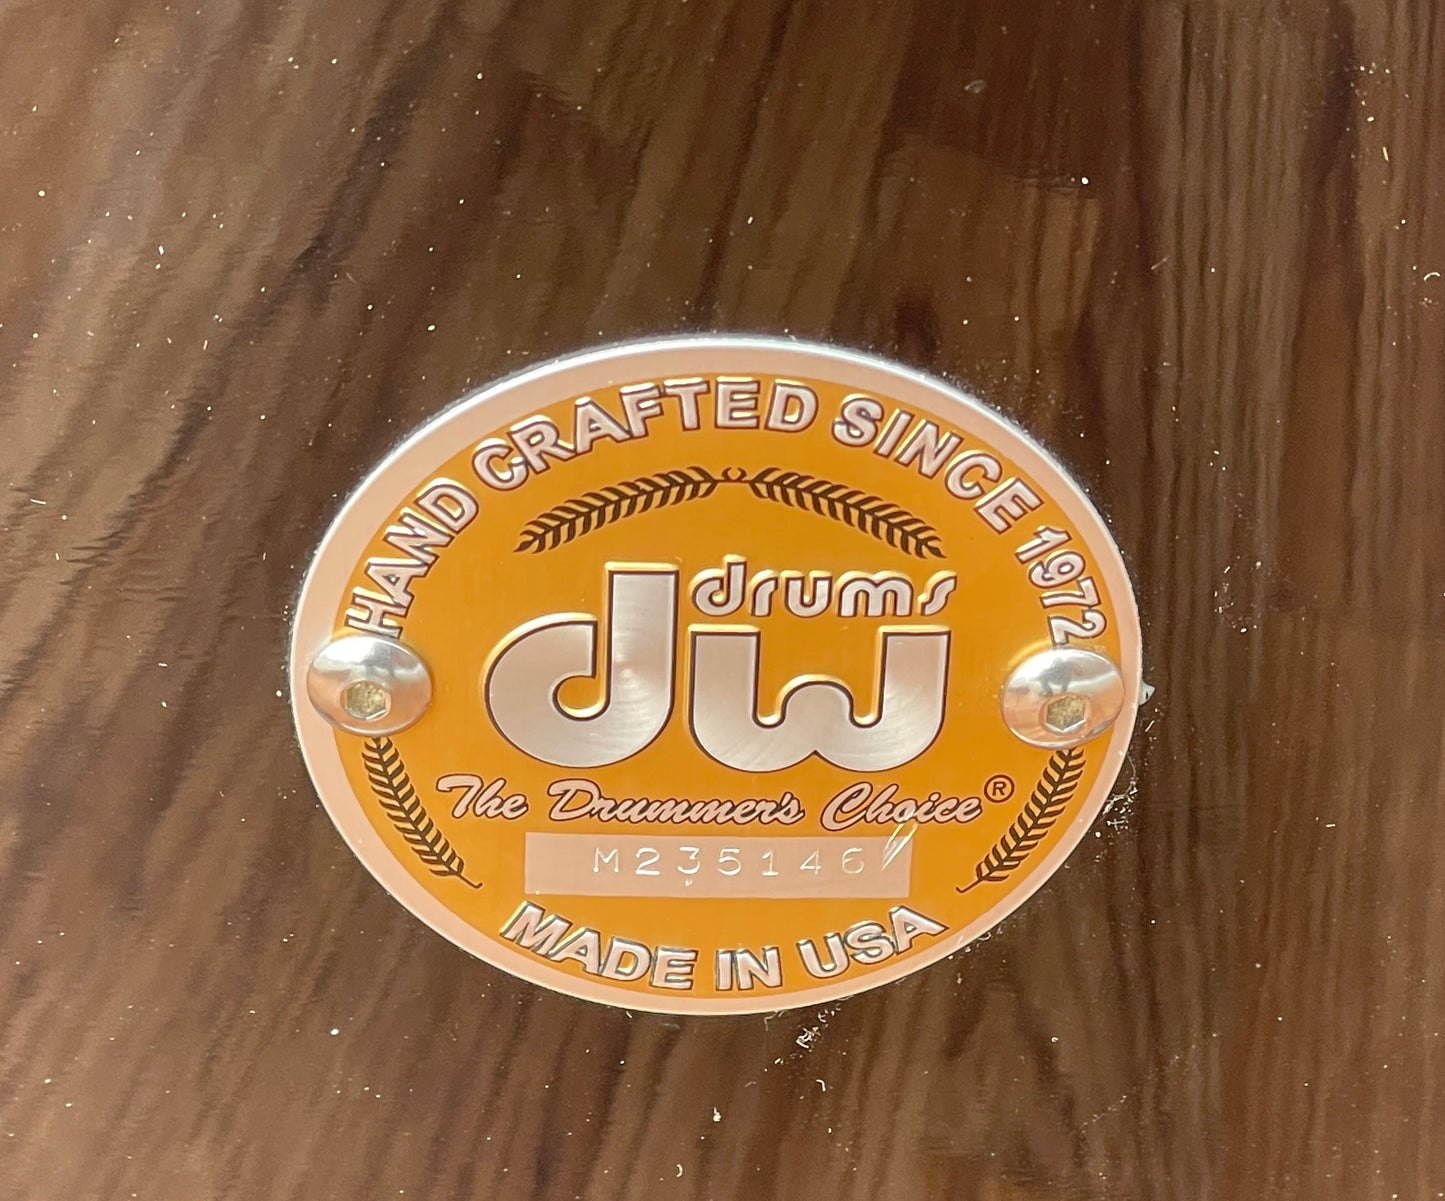 HAND CRAFTED SINCE 1972
drums
dw
The Drummer's Choice®
M235146
MADE IN USA